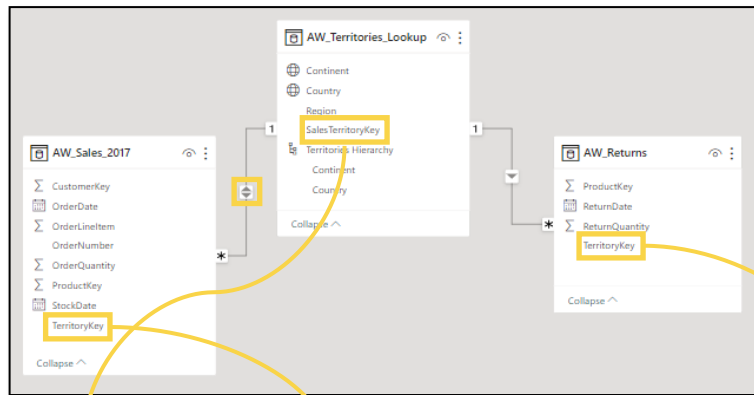 AW_Territories_Lookup
Continent
Country
Region
SalesTerritoryKey
Territories Hierarchy
Continent
Country
Collapse
1
1
AW_Sales_2017
CustomerKey
OrderDate
OrderLineItem
OrderNumber
OrderQuantity
ProductKey
StockDate
TerritoryKey
Collapse
*
AW_Returns
ProductKey
ReturnDate
ReturnQuantity
TerritoryKey
Collapse
*